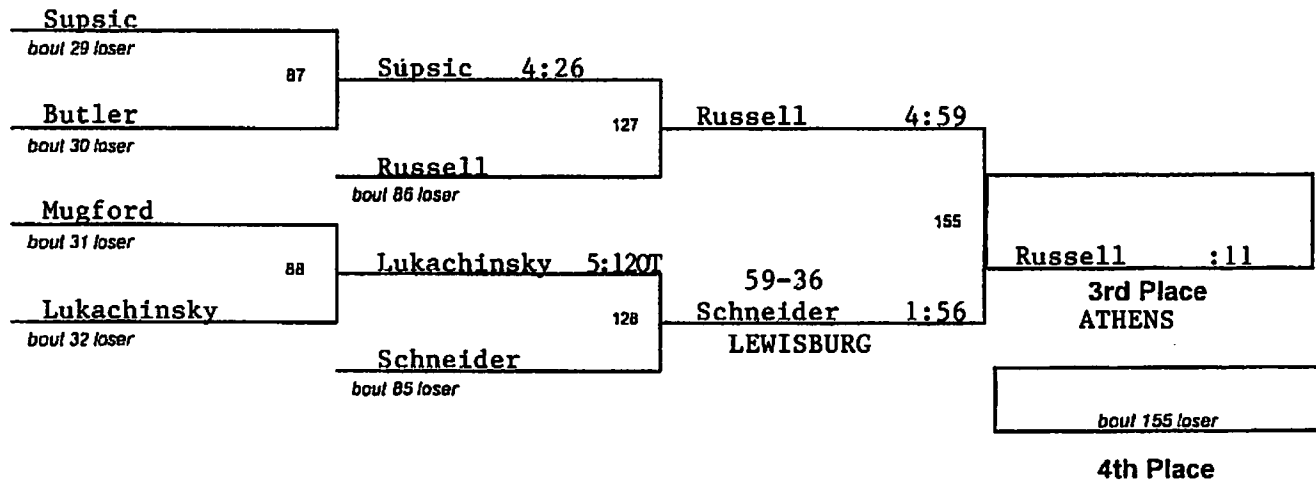 Supsic
bout 29 loser
87
Supsic 4:26
Butler
bout 30 loser
127
Russell 4:59
Russell
bout 86 loser
Mugford
bout 31 loser
155
88
Lukachinsky 5:12OT
Russell :11
59-36
3rd Place
Lukachinsky
bout 32 loser
128
Schneider 1:56
ATHENS
LEWISBURG
Schneider
bout 85 loser
bout 155 loser
4th Place